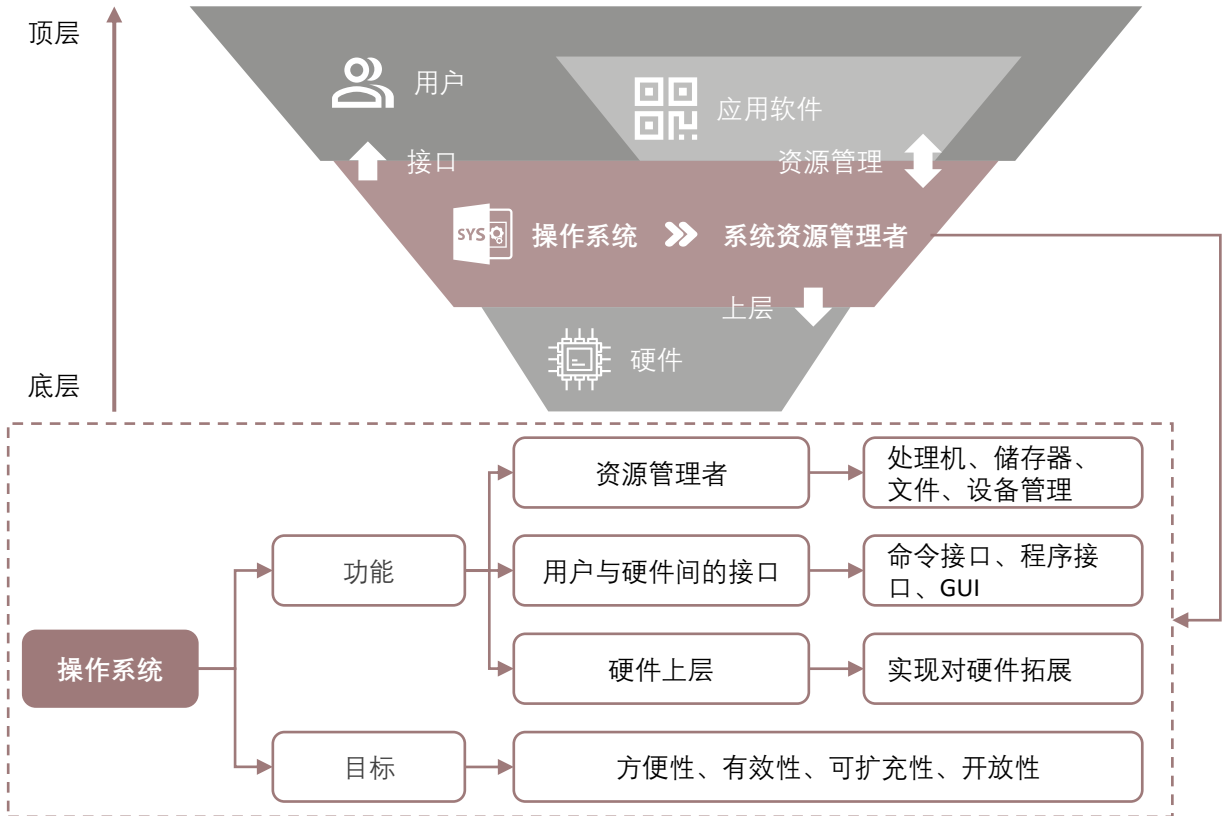 顶层
用户
应用软件
接口
资源管理
SYS
操作系统
系统资源管理者
上层
硬件
底层
资源管理者
处理机、储存器、
文件、设备管理
功能
用户与硬件间的接口
命令接口、程序接
口、GUI
操作系统
硬件上层
实现对硬件拓展
目标
方便性、有效性、可扩充性、开放性